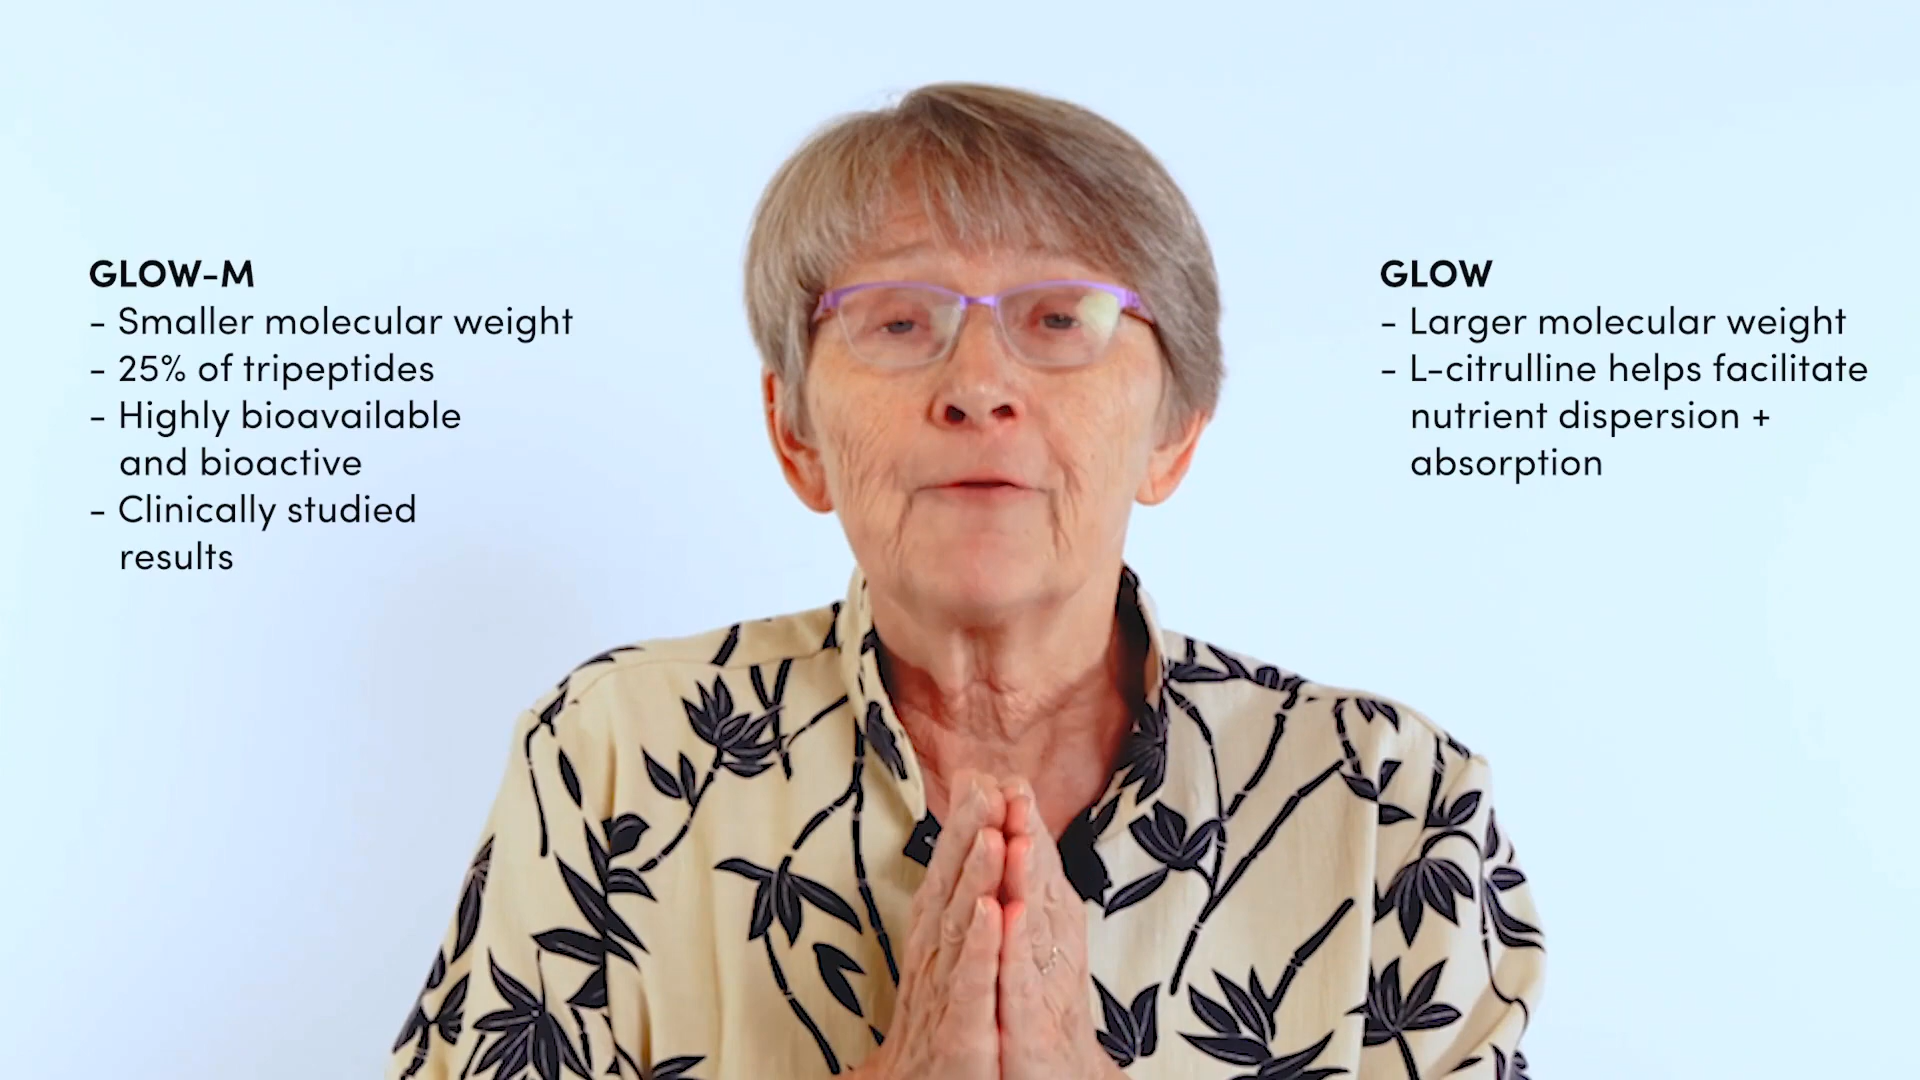 GLOW-M
- Smaller molecular weight
- 25% of tripeptides
- Highly bioavailable
and bioactive
- Clinically studied
results
GLOW
- Larger molecular weight
- L-citrulline helps facilitate
nutrient dispersion +
absorption